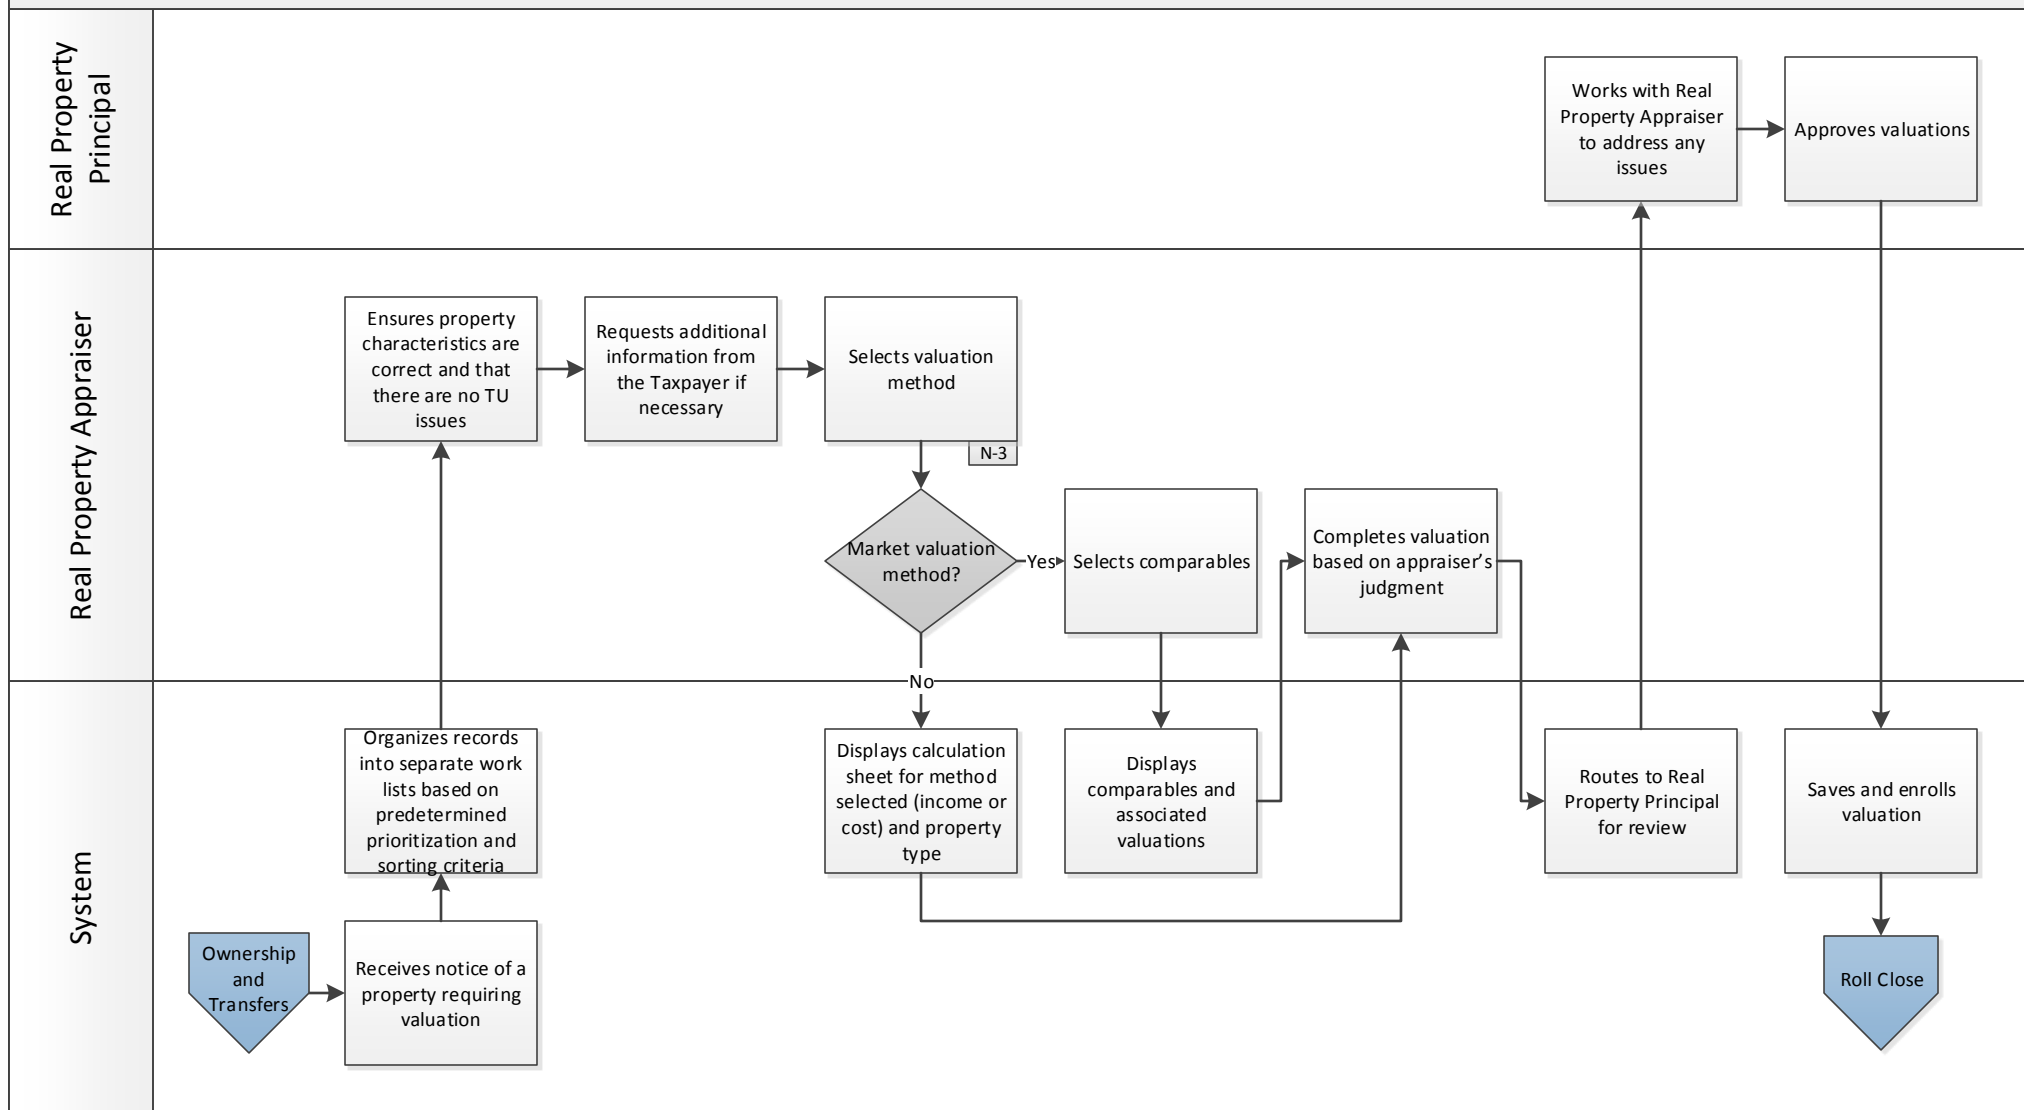 Real Property
Principal
Works with Real
Property Appraiser
to address any
issues
Approves valuations
Real Property Appraiser
Ensures property
characteristics are
correct and that
there are no TU
issues
Requests additional
information from
the Taxpayer if
necessary
Selects valuation
method
N-3
Market valuation
method?
Yes
Selects comparables
Completes valuation
based on appraiser’s
judgment
No
System
Organizes records
into separate work
lists based on
predetermined
prioritization and
sorting criteria
Displays calculation
sheet for method
selected (income or
cost) and property
type
Displays
comparables and
associated
valuations
Routes to Real
Property Principal
for review
Saves and enrolls
valuation
Ownership
and
Transfers
Receives notice of a
property requiring
valuation
Roll Close